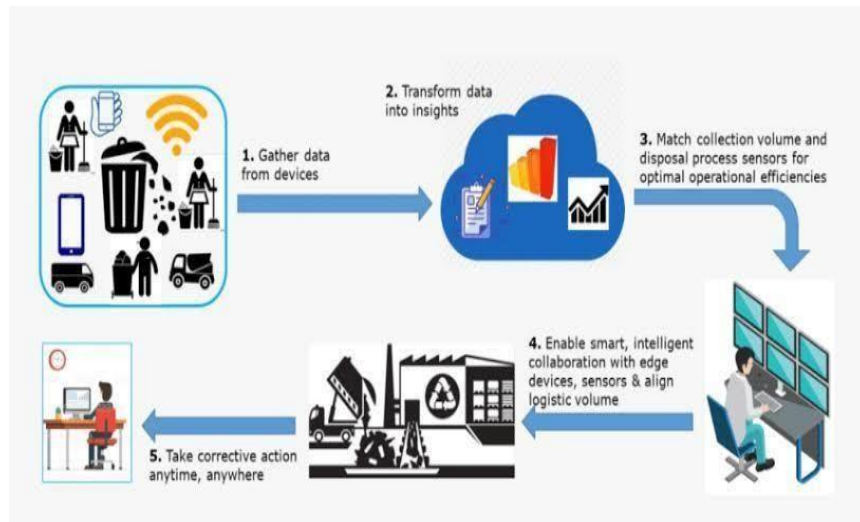 1. Gather data
from devices
2. Transform data
into insights
3. Match collection volume and
disposal process sensors for
optimal operational efficiencies
4. Enable smart, intelligent
collaboration with edge
devices, sensors & align
logistic volume
5. Take corrective action
anytime, anywhere